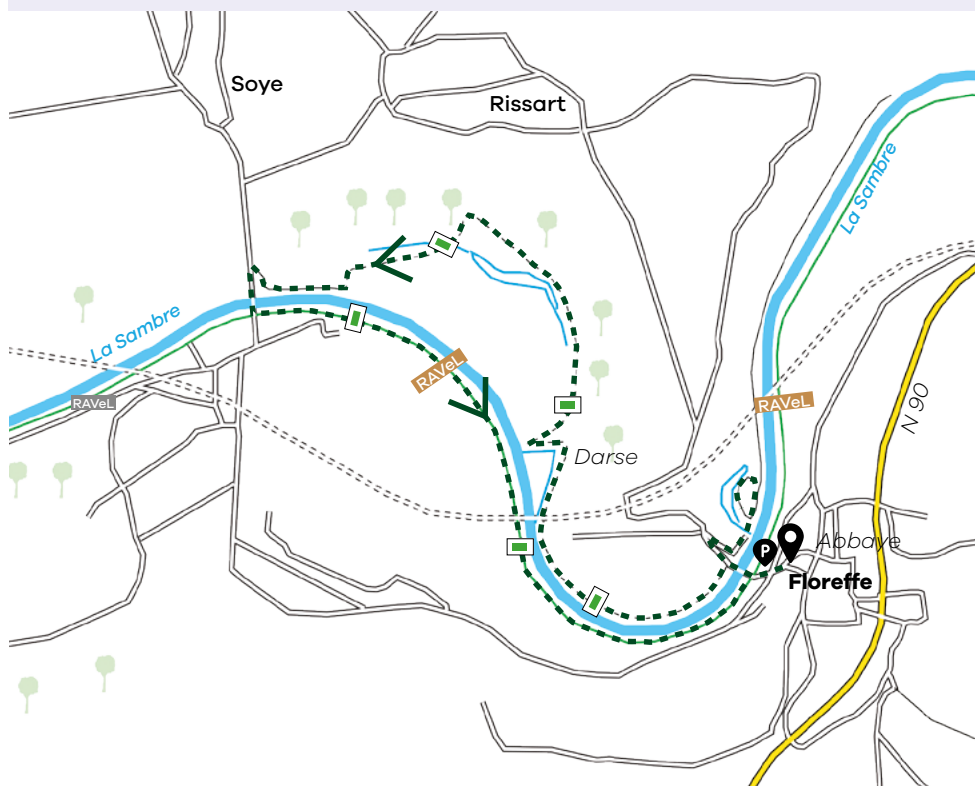 Soye
Rissart
La Sambre
La Sambre
RAVeL
RAVeL
RAVeL
N 90
Darse
P
Abbaye
Floreffe